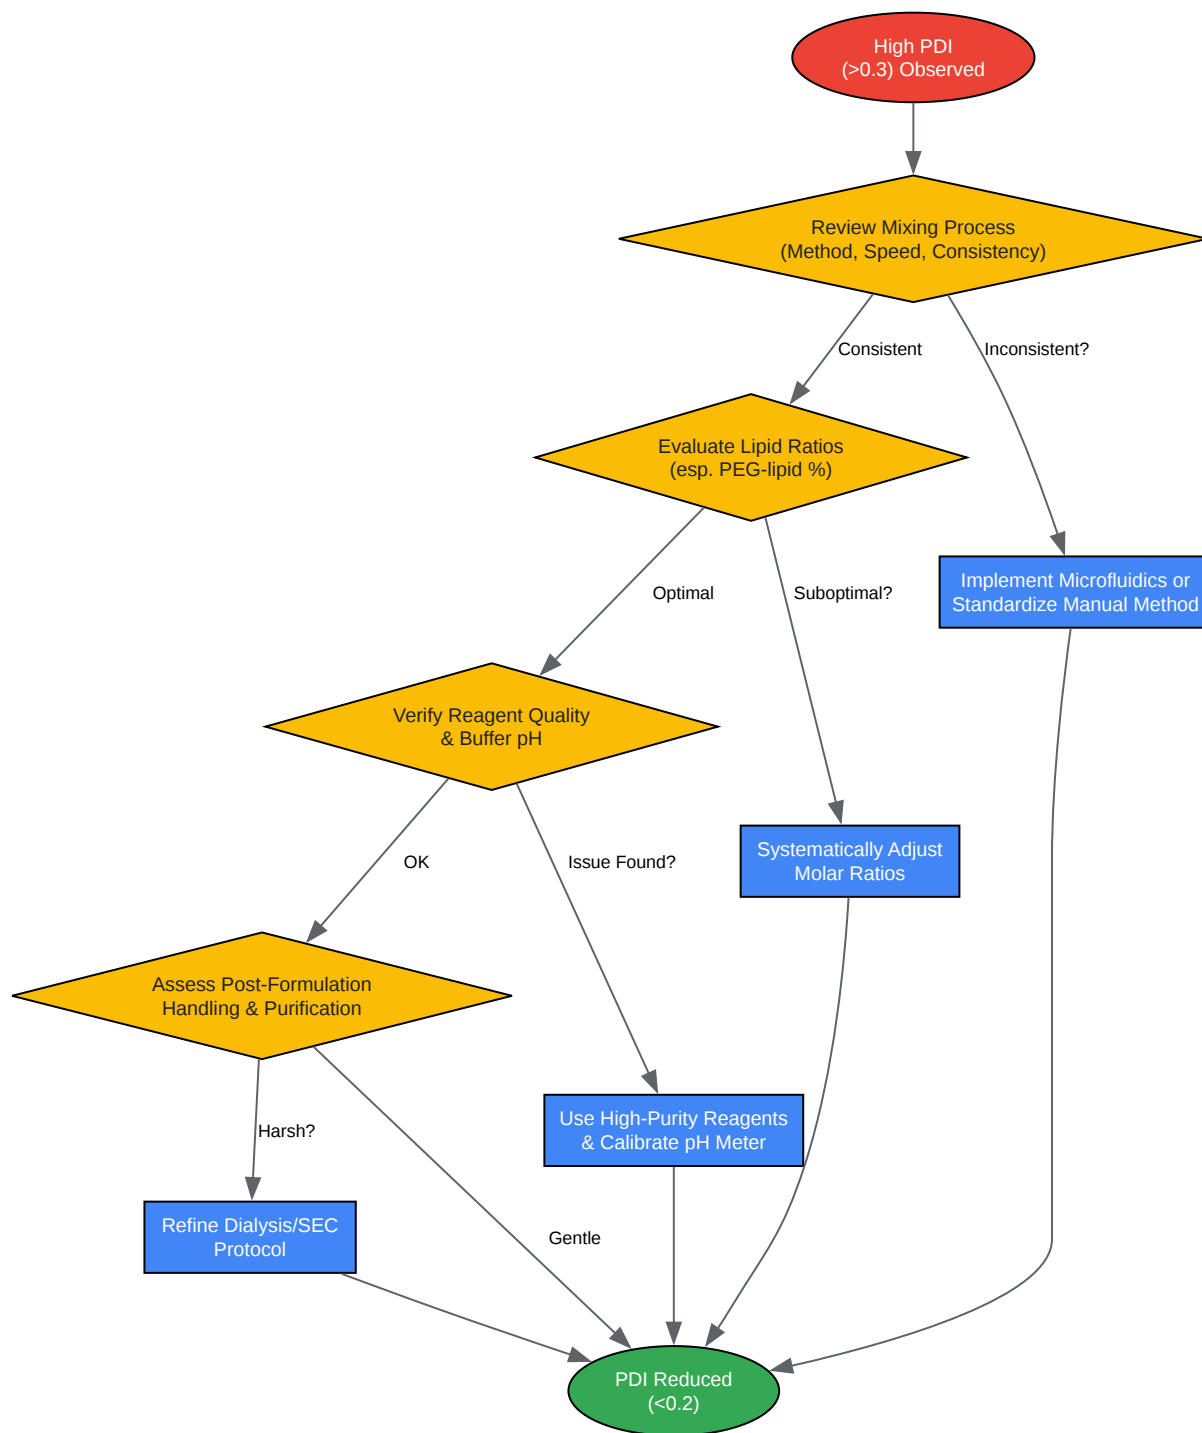 High PDI
(>0.3) Observed
Review Mixing Process
(Method, Speed, Consistency)
Consistent
Inconsistent?
Evaluate Lipid Ratios
(esp. PEG-lipid %)
Implement Microfluidics or
Standardize Manual Method
Optimal
Suboptimal?
Verify Reagent Quality
& Buffer pH
Systematically Adjust
Molar Ratios
OK
Issue Found?
Assess Post-Formulation
Handling & Purification
Use High-Purity Reagents
& Calibrate pH Meter
Harsh?
Refine Dialysis/SEC
Protocol
Gentle
PDI Reduced
(<0.2)